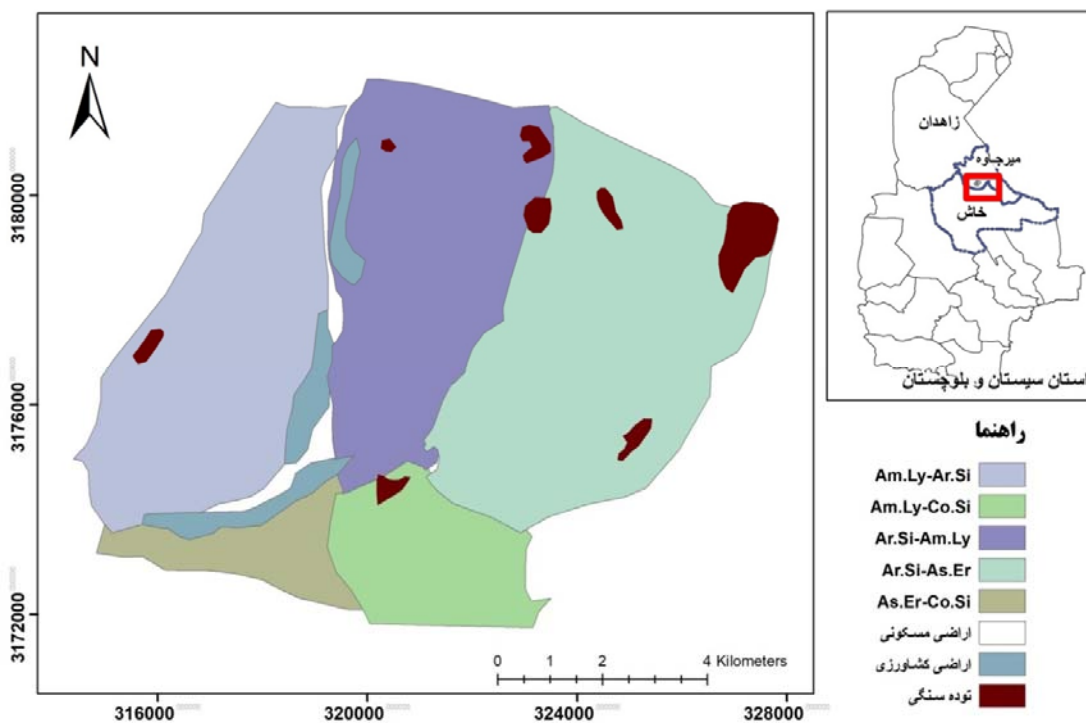 N
3180000
3176000
3172000
316000
320000
324000
328000
0 1 2 4 Kilometers
زاهدان
میرجاوه
خاش
استان سیستان و بلوچستان
راهنما
Am.Ly-Ar.Si
Am.Ly-Co.Si
Ar.Si-Am.Ly
Ar.Si-As.Er
As.Er-Co.Si
اراضی مسکونی
اراضی کشاورزی
توده سنگی